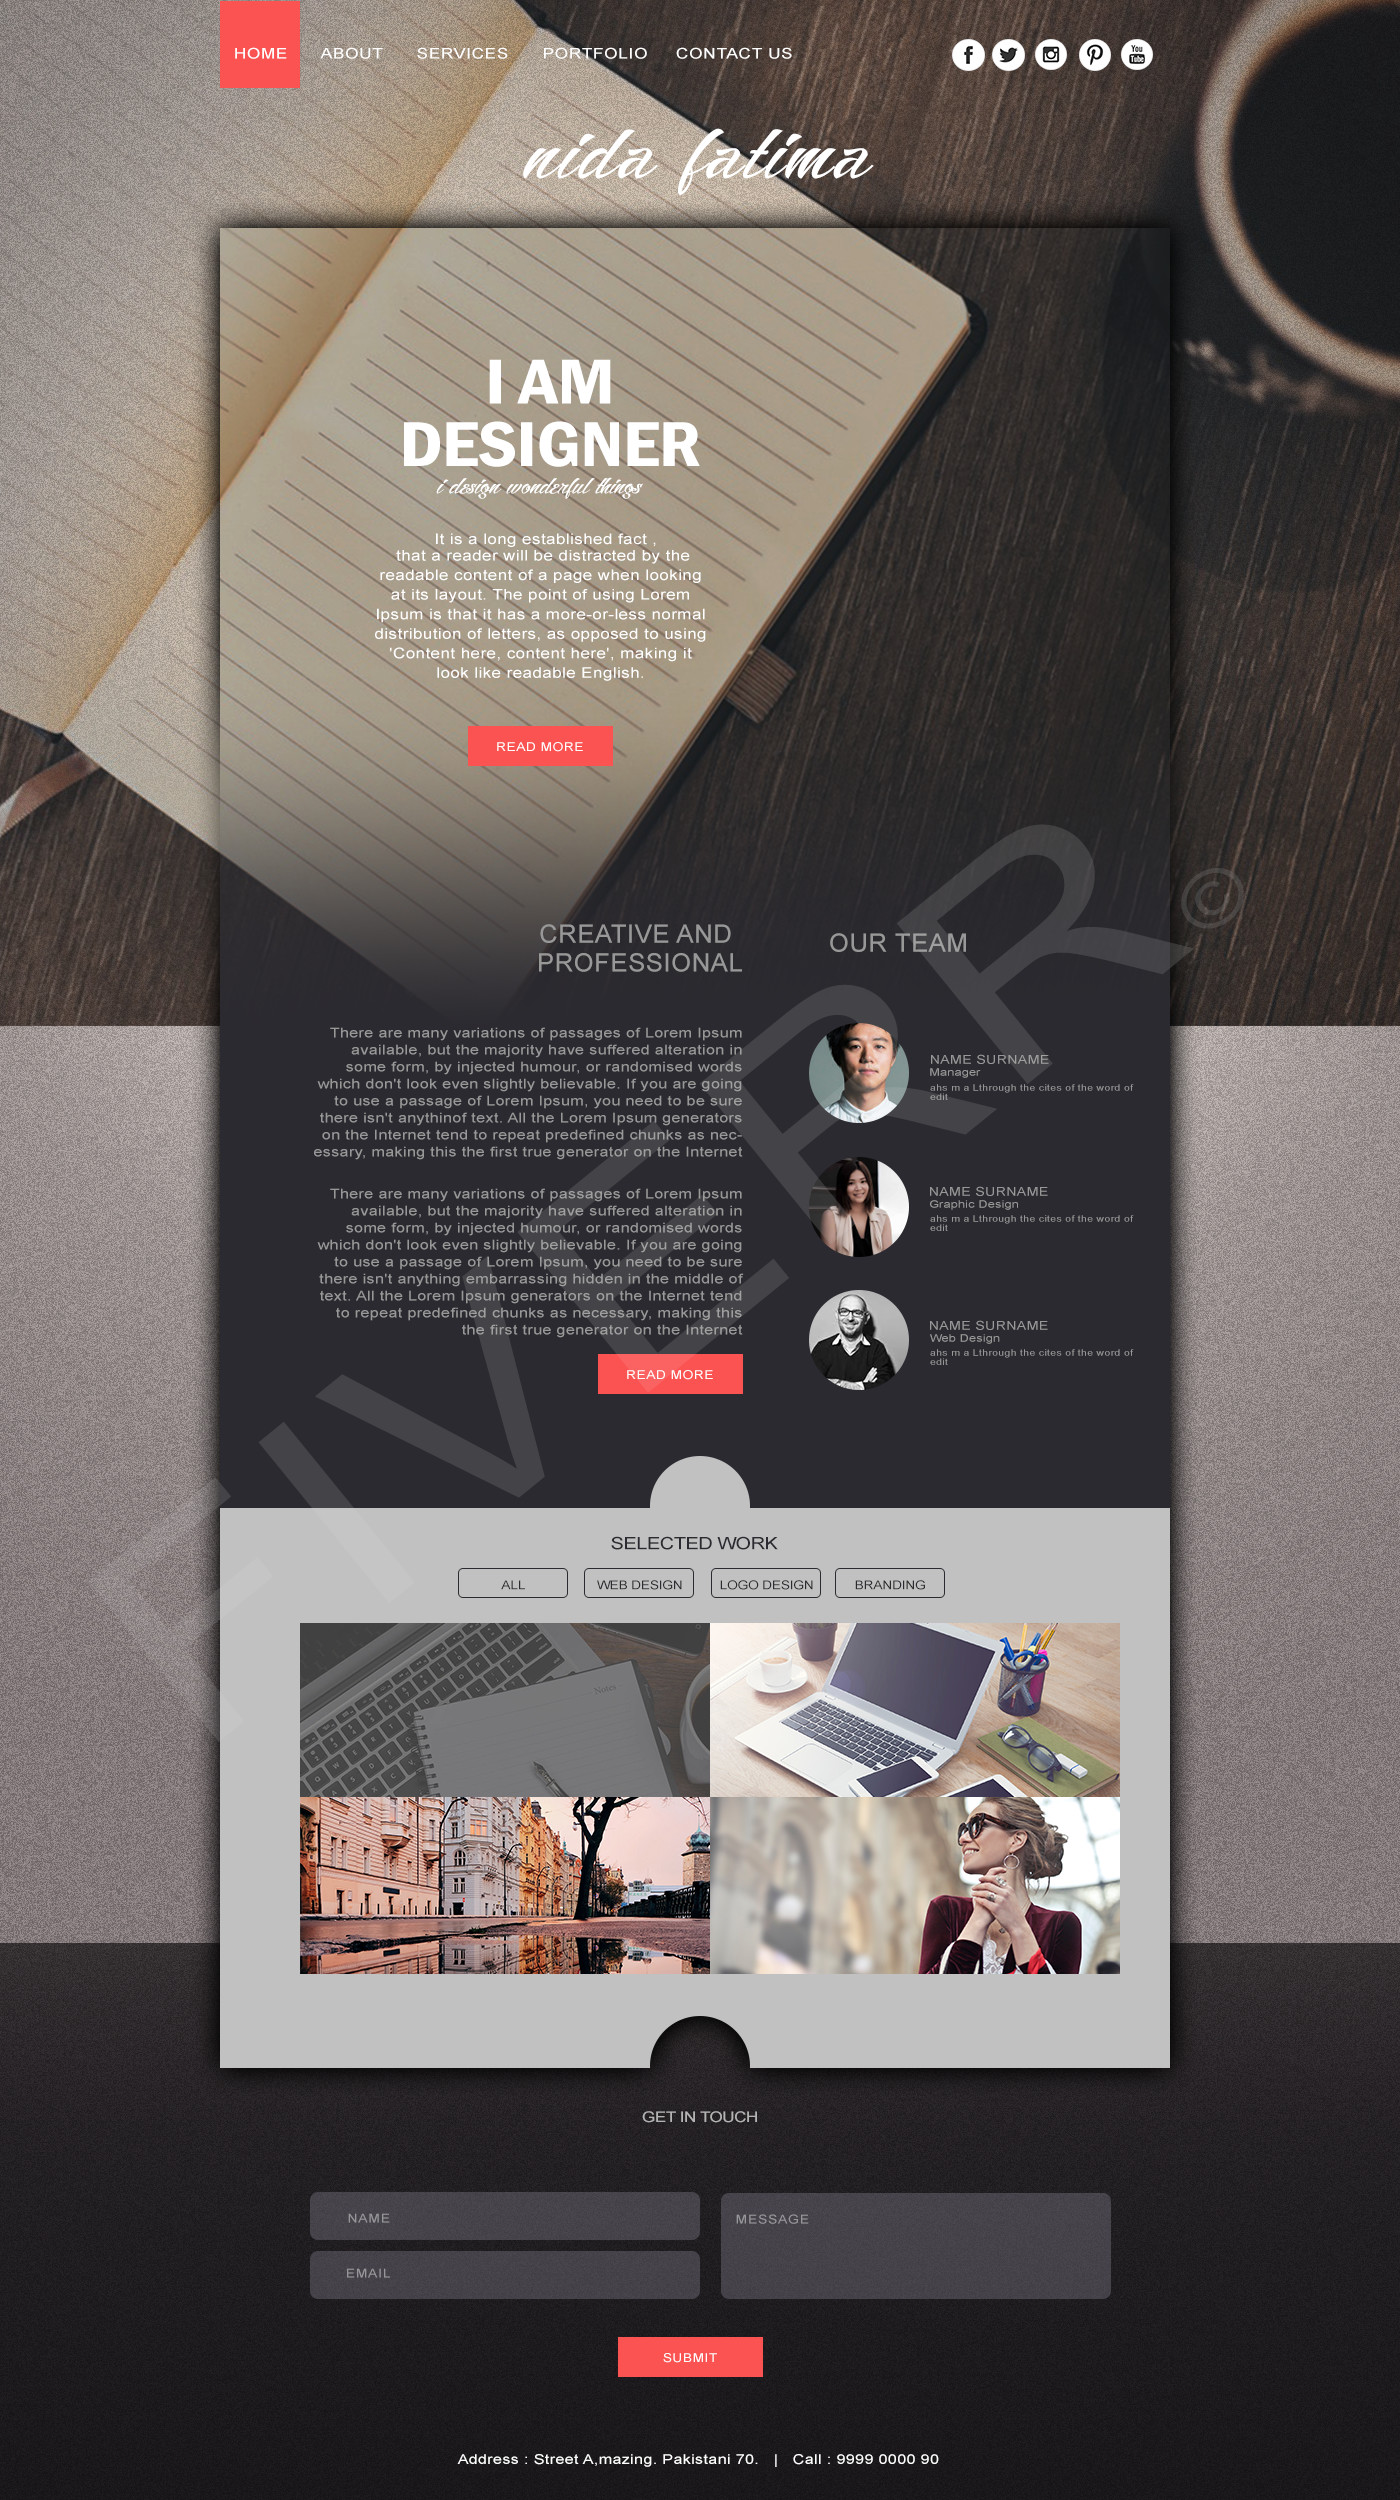 HOME ABOUT SERVICES PORTFOLIO CONTACT US
You
Tube
nida fatima
I AM
DESIGNER
i design wonderful things
It is a long established fact ,
that a reader will be distracted by the
readable content of a page when looking
at its layout. The point of using Lorem
Ipsum is that it has a more-or-less normal
distribution of letters, as opposed to using
'Content here, content here', making it
look like readable English.
READ MORE
CREATIVE AND
PROFESSIONAL
There are many variations of passages of Lorem Ipsum
available, but the majority have suffered alteration in
some form, by injected humour, or randomised words
which don't look even slightly believable. If you are going
to use a passage of Lorem Ipsum, you need to be sure
there isn't anythinof text. All the Lorem Ipsum generators
on the Internet tend to repeat predefined chunks as nec-
essary, making this the first true generator on the Internet
There are many variations of passages of Lorem Ipsum
available, but the majority have suffered alteration in
some form, by injected humour, or randomised words
which don't look even slightly believable. If you are going
to use a passage of Lorem Ipsum, you need to be sure
there isn't anything embarrassing hidden in the middle of
text. All the Lorem Ipsum generators on the Internet tend
to repeat predefined chunks as necessary, making this
the first true generator on the Internet
READ MORE
OUR TEAM
NAME SURNAME
Manager
ahs m a Lthrough the cites of the word of
edit
NAME SURNAME
Graphic Design
ahs m a Lthrough the cites of the word of
edit
NAME SURNAME
Web Design
ahs m a Lthrough the cites of the word of
edit
FIVERR©
SELECTED WORK
ALL WEB DESIGN LOGO DESIGN BRANDING
Notes
GET IN TOUCH
NAME
EMAIL
MESSAGE
SUBMIT
Address : Street A,mazing. Pakistani 70. | Call : 9999 0000 90